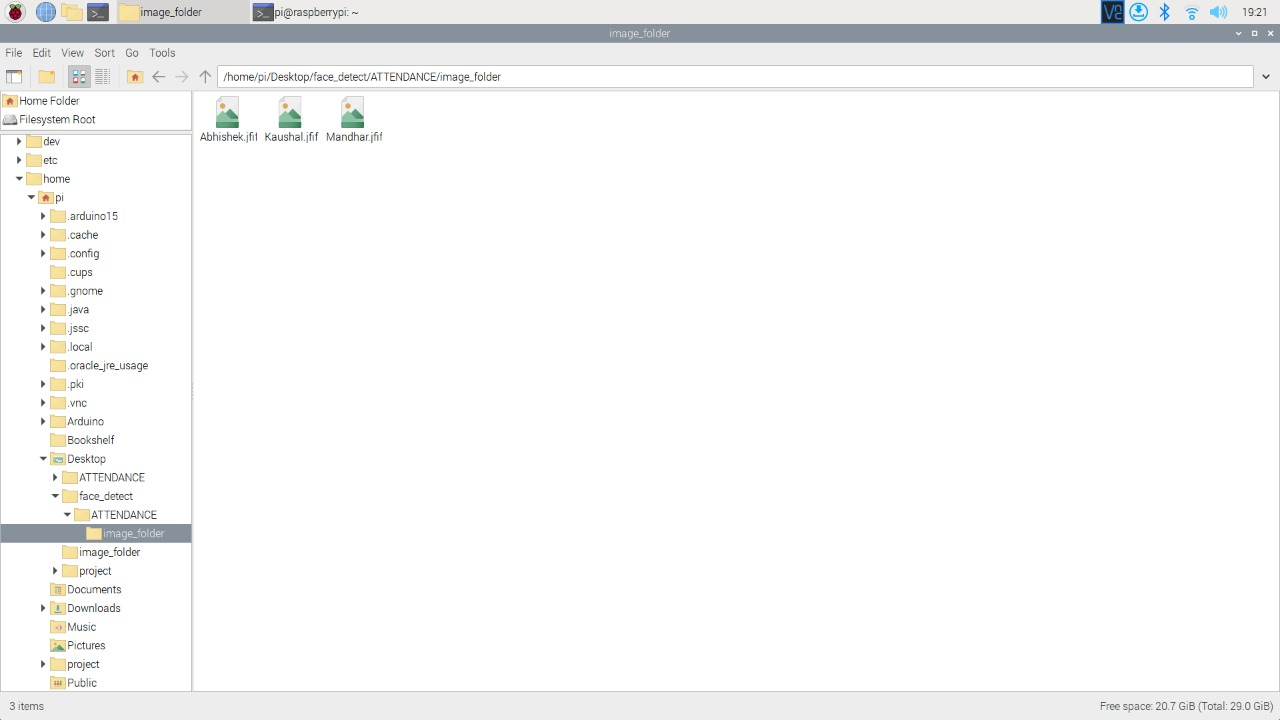 image_folder
pi@raspberrypi: ~
19:21
image_folder
File Edit View Sort Go Tools
/home/pi/Desktop/face_detect/ATTENDANCE/image_folder
Home Folder
Filesystem Root
dev
etc
home
pi
.arduino15
.cache
.config
.cups
.gnome
.java
.jssc
.local
.oracle_jre_usage
.pki
.vnc
Arduino
Bookshelf
Desktop
ATTENDANCE
face_detect
ATTENDANCE
image_folder
image_folder
project
Documents
Downloads
Music
Pictures
project
Public
Abhishek.jfif Kaushal.jfif Mandhar.jfif
3 items
Free space: 20.7 GiB (Total: 29.0 GiB)